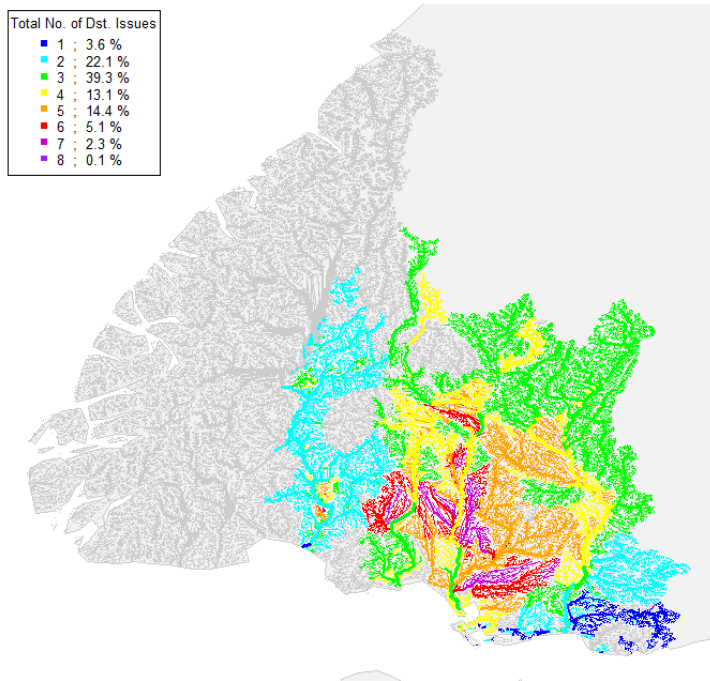 Total No. of Dst. Issues
1 ; 3.6 %
2 ; 22.1 %
3 ; 39.3 %
4 ; 13.1 %
5 ; 14.4 %
6 ; 5.1 %
7 ; 2.3 %
8 ; 0.1 %